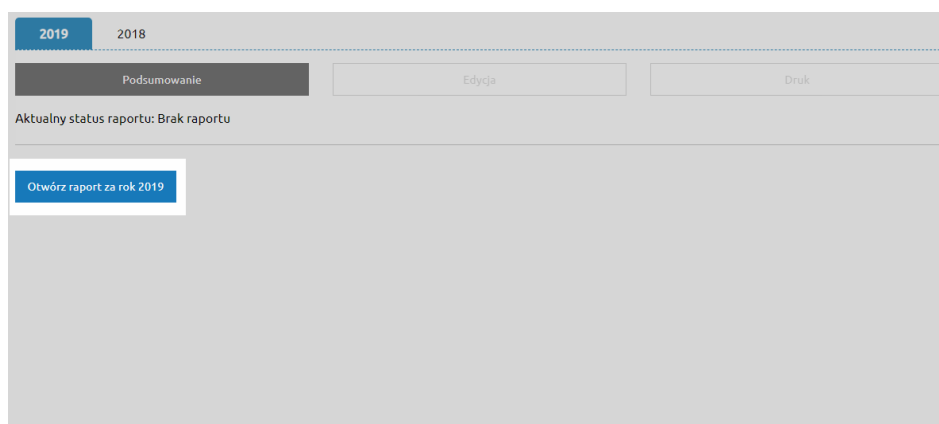 2019 2018
Podsumowanie Edycja Druk
Aktualny status raportu: Brak raportu
Otwórz raport za rok 2019